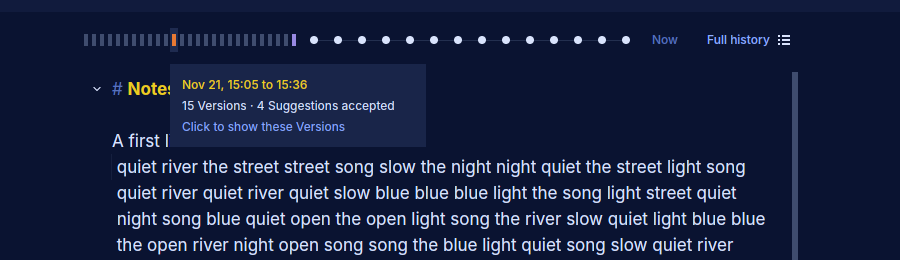 Now
Full history
# Notes
Nov 21, 15:05 to 15:36
15 Versions · 4 Suggestions accepted
Click to show these Versions
A first
quiet river the street street song slow the night night quiet the street light song
quiet river quiet river quiet slow blue blue blue light the song light street quiet
night song blue quiet open the open light song the river slow quiet light blue blue
the open river night open song song the blue light quiet song slow quiet river